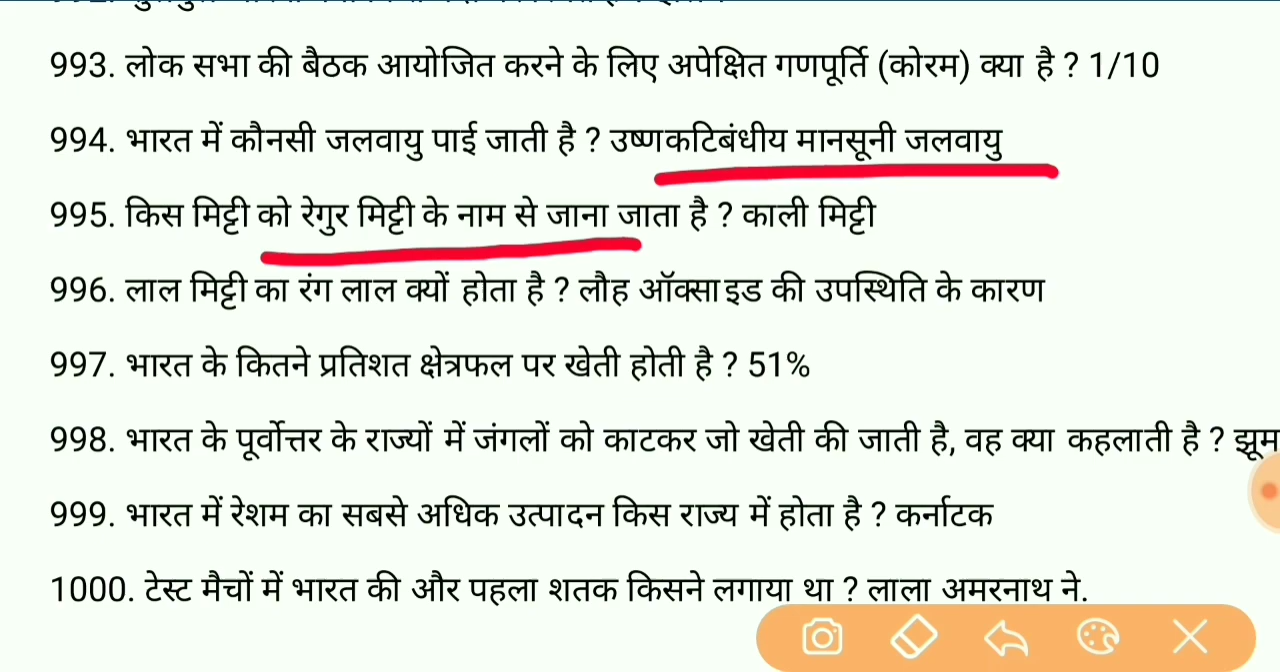 993. लोक सभा की बैठक आयोजित करने के लिए अपेक्षित गणपूर्ति (कोरम) क्या है ? 1/10
994. भारत में कौनसी जलवायु पाई जाती है ? उष्णकटिबंधीय मानसूनी जलवायु
995. किस मिट्टी को रेगुर मिट्टी के नाम से जाना जाता है ? काली मिट्टी
996. लाल मिट्टी का रंग लाल क्यों होता है ? लौह ऑक्साइड की उपस्थिति के कारण
997. भारत के कितने प्रतिशत क्षेत्रफल पर खेती होती है ? 51%
998. भारत के पूर्वोत्तर के राज्यों में जंगलों को काटकर जो खेती की जाती है, वह क्या कहलाती है ? झूम
999. भारत में रेशम का सबसे अधिक उत्पादन किस राज्य में होता है ? कर्नाटक
1000. टेस्ट मैचों में भारत की और पहला शतक किसने लगाया था ? लाला अमरनाथ ने.